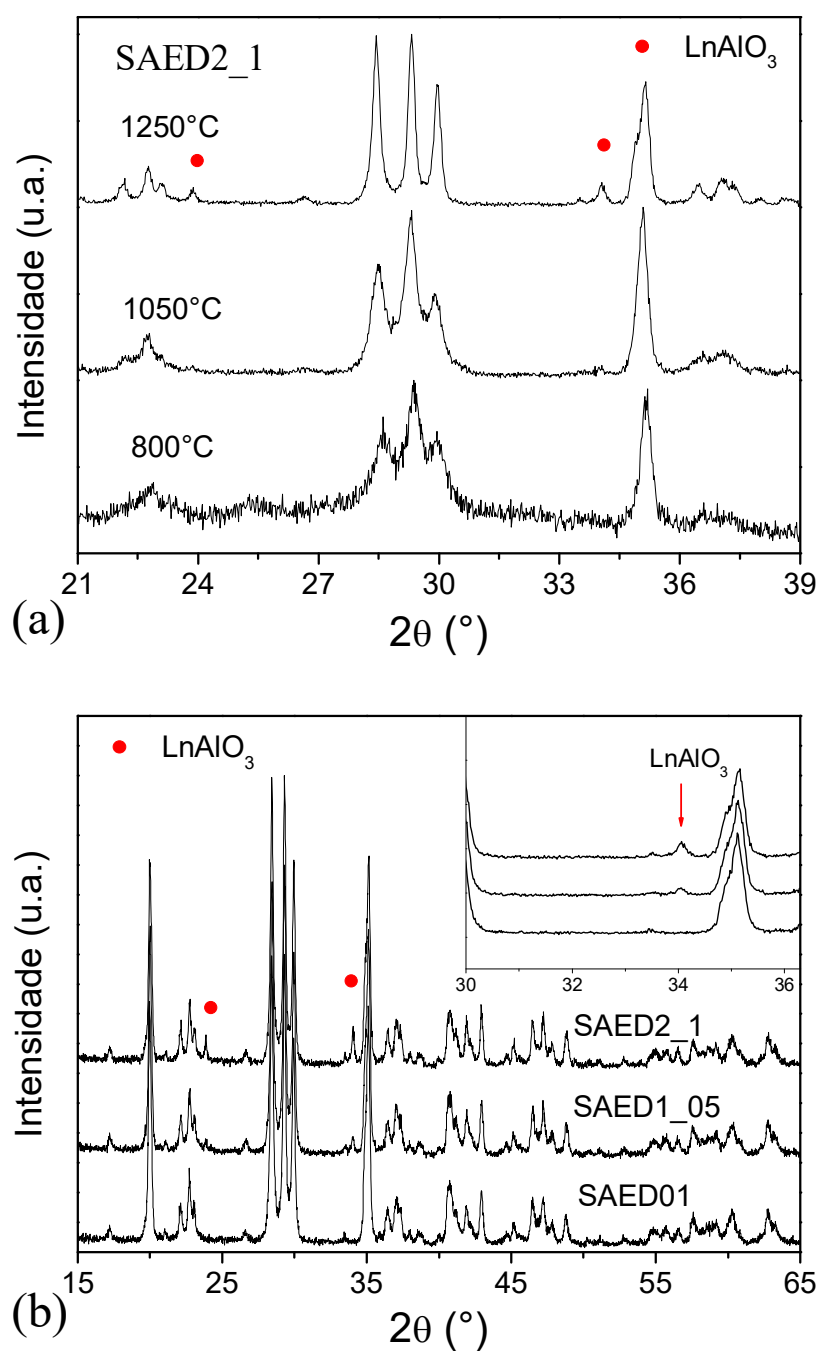 SAED2_1
LnAlO3
1250°C
1050°C
800°C
Intensidade (u.a.)
21 24 27 30 33 36 39
2θ (°)
(a)
LnAlO3
LnAlO3
30 32 34 36
SAED2_1
SAED1_05
SAED01
Intensidade (u.a.)
15 25 35 45 55 65
2θ (°)
(b)